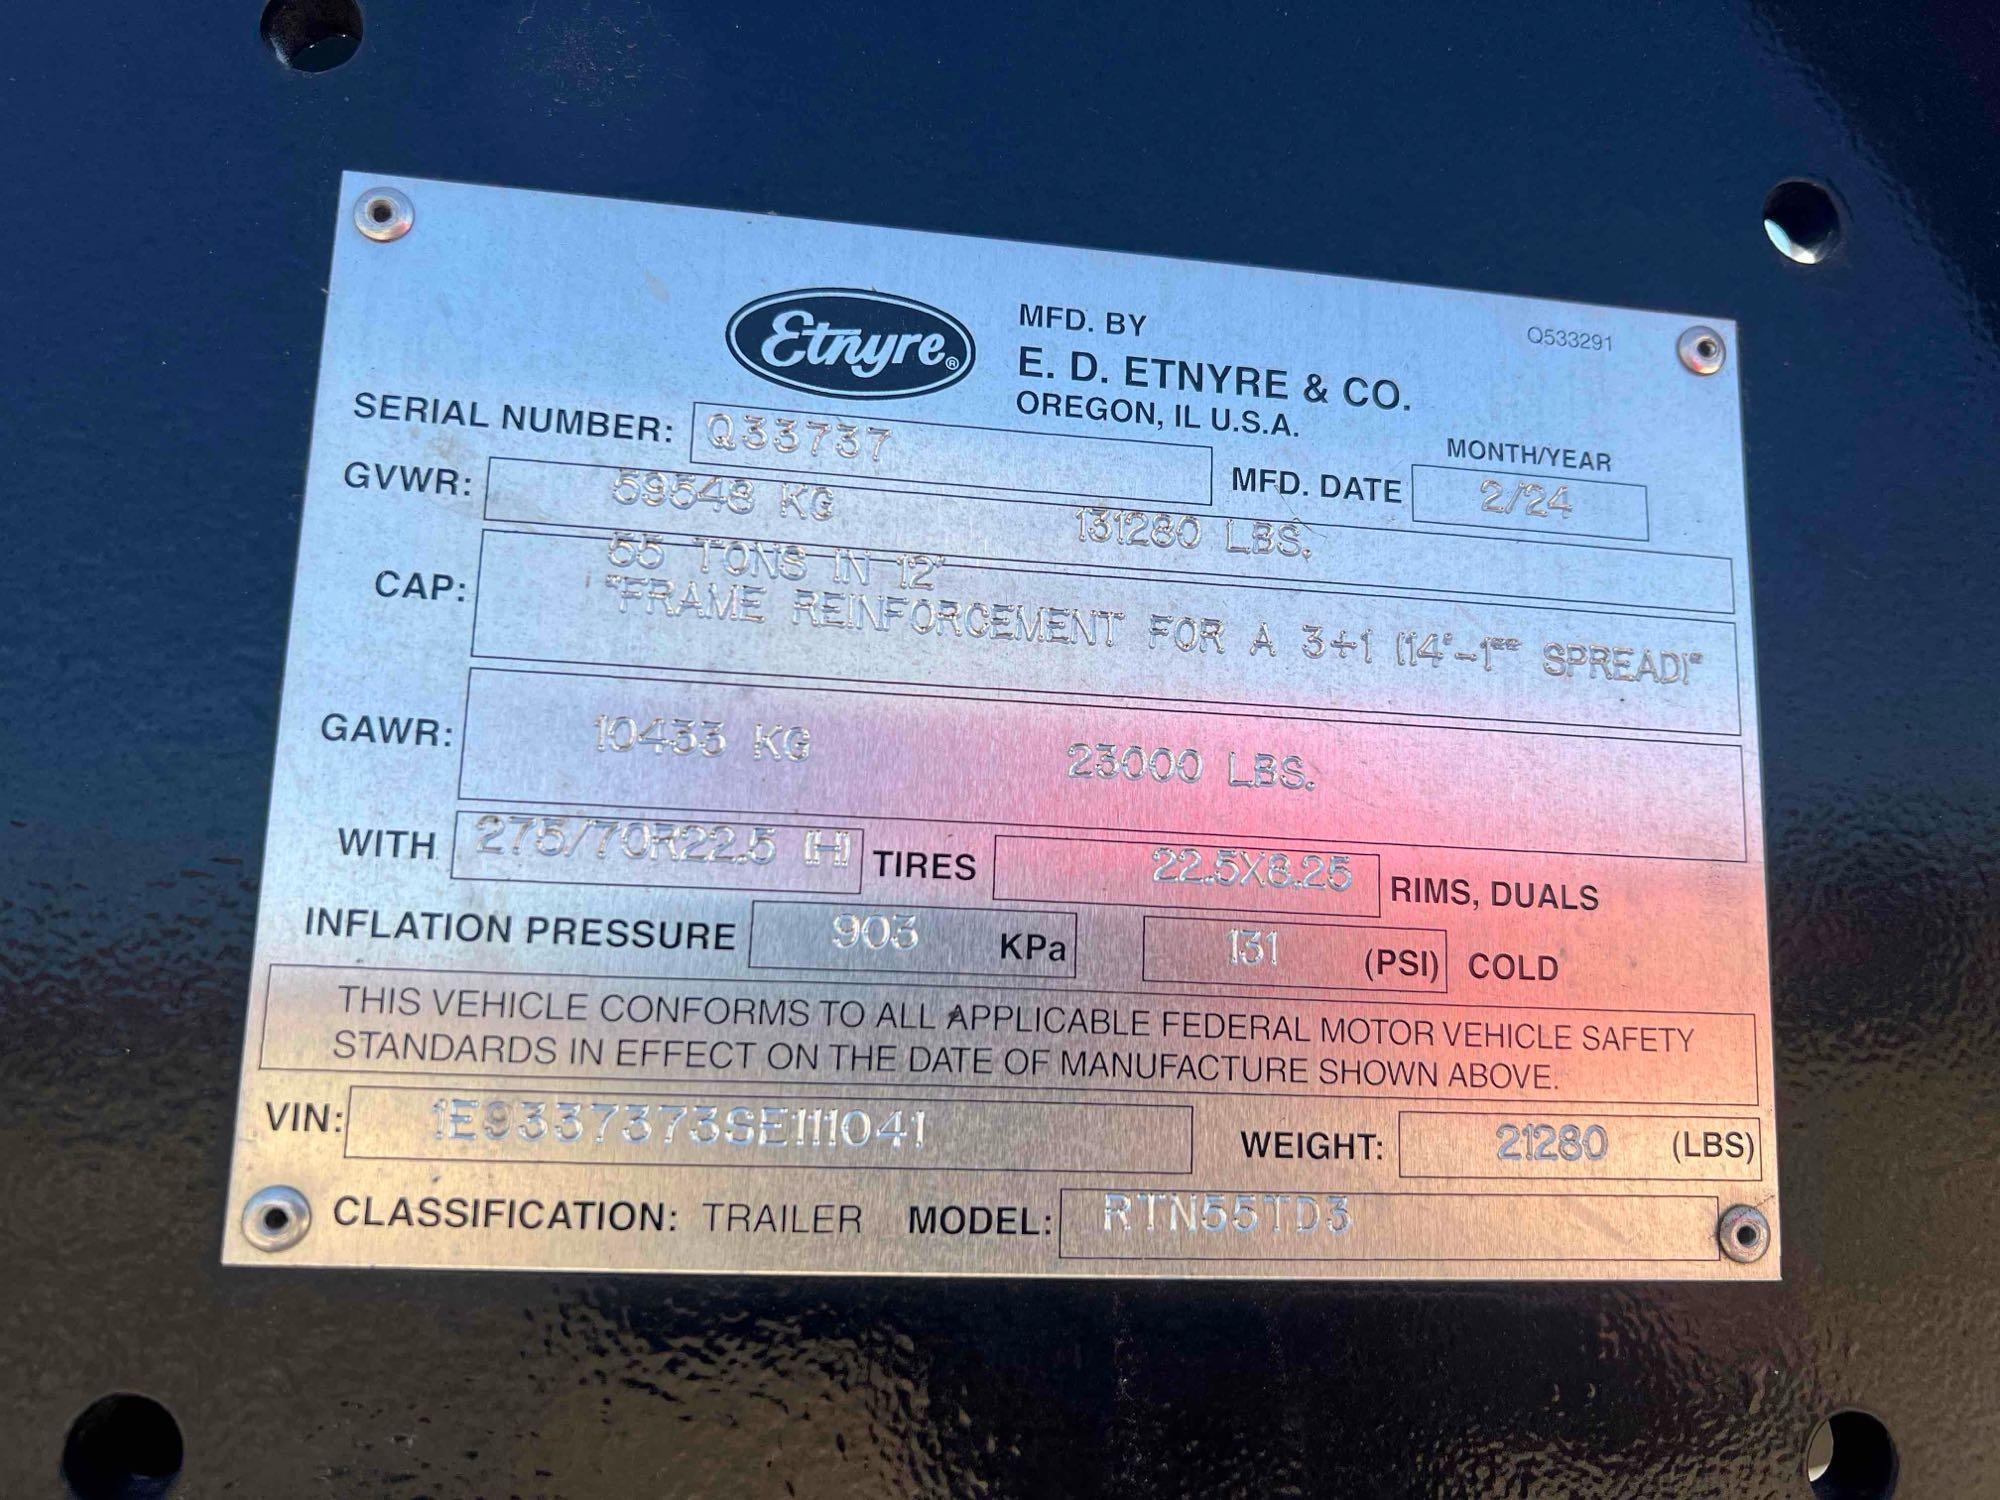 Etnyre®
MFD. BY
E. D. ETNYRE & CO.
OREGON, IL U.S.A.
Q533291
SERIAL NUMBER: Q33737
MONTH/YEAR
MFD. DATE 2/24
GVWR: 59548 KG 131280 LBS.
CAP: 55 TONS IN 12'
"FRAME REINFORCEMENT FOR A 3+1 (14'-1"" SPREAD)"
GAWR: 10433 KG 23000 LBS.
WITH 275/70R22.5 (H) TIRES 22.5X8.25 RIMS, DUALS
INFLATION PRESSURE 903 KPa 131 (PSI) COLD
THIS VEHICLE CONFORMS TO ALL APPLICABLE FEDERAL MOTOR VEHICLE SAFETY
STANDARDS IN EFFECT ON THE DATE OF MANUFACTURE SHOWN ABOVE.
VIN: 1E9337373SE111041 WEIGHT: 21280 (LBS)
CLASSIFICATION: TRAILER MODEL: RTN55TD3